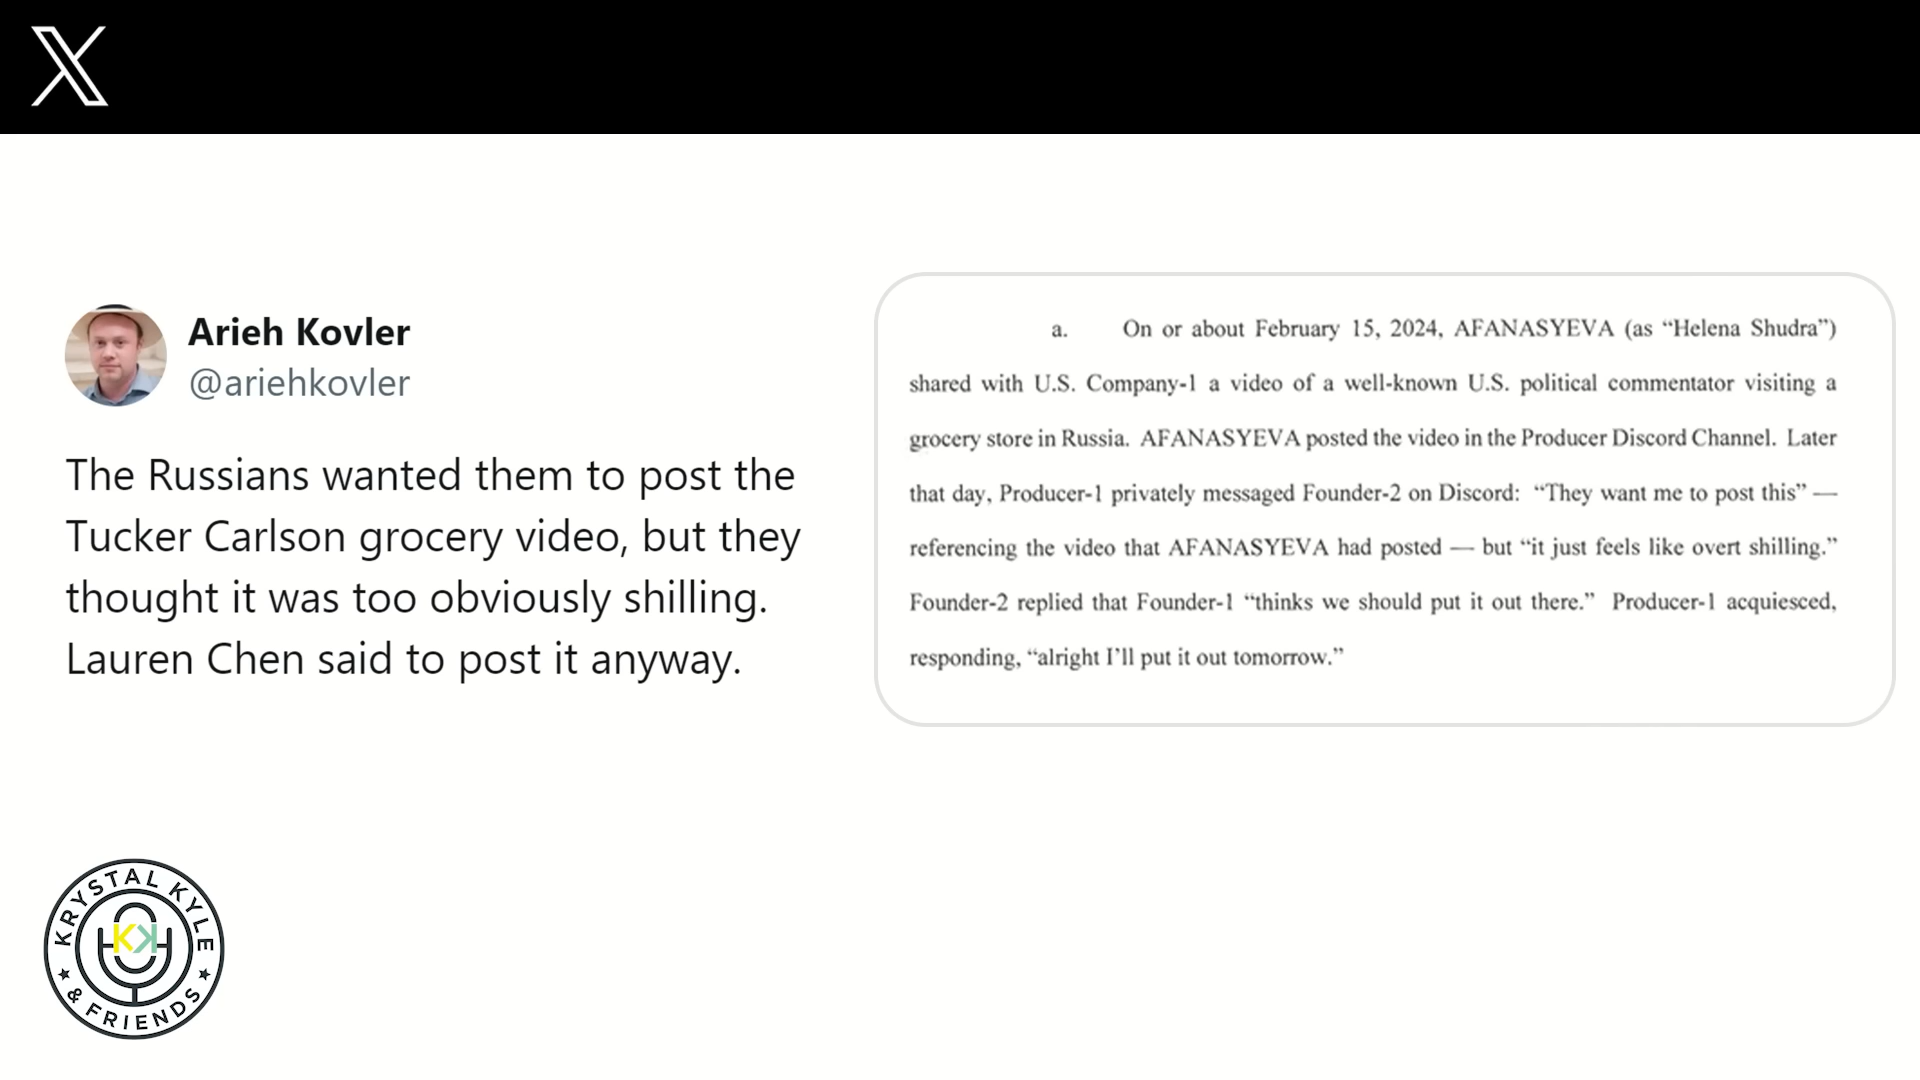 Arieh Kovler
@ariehkovler
The Russians wanted them to post the
Tucker Carlson grocery video, but they
thought it was too obviously shilling.
Lauren Chen said to post it anyway.
a. On or about February 15, 2024, AFANASYEVA (as “Helena Shudra”)
shared with U.S. Company-1 a video of a well-known U.S. political commentator visiting a
grocery store in Russia. AFANASYEVA posted the video in the Producer Discord Channel. Later
that day, Producer-1 privately messaged Founder-2 on Discord: “They want me to post this” —
referencing the video that AFANASYEVA had posted — but “it just feels like overt shilling.”
Founder-2 replied that Founder-1 “thinks we should put it out there.” Producer-1 acquiesced,
responding, “alright I’ll put it out tomorrow.”
KRYSTAL KYLE
KK
& FRIENDS